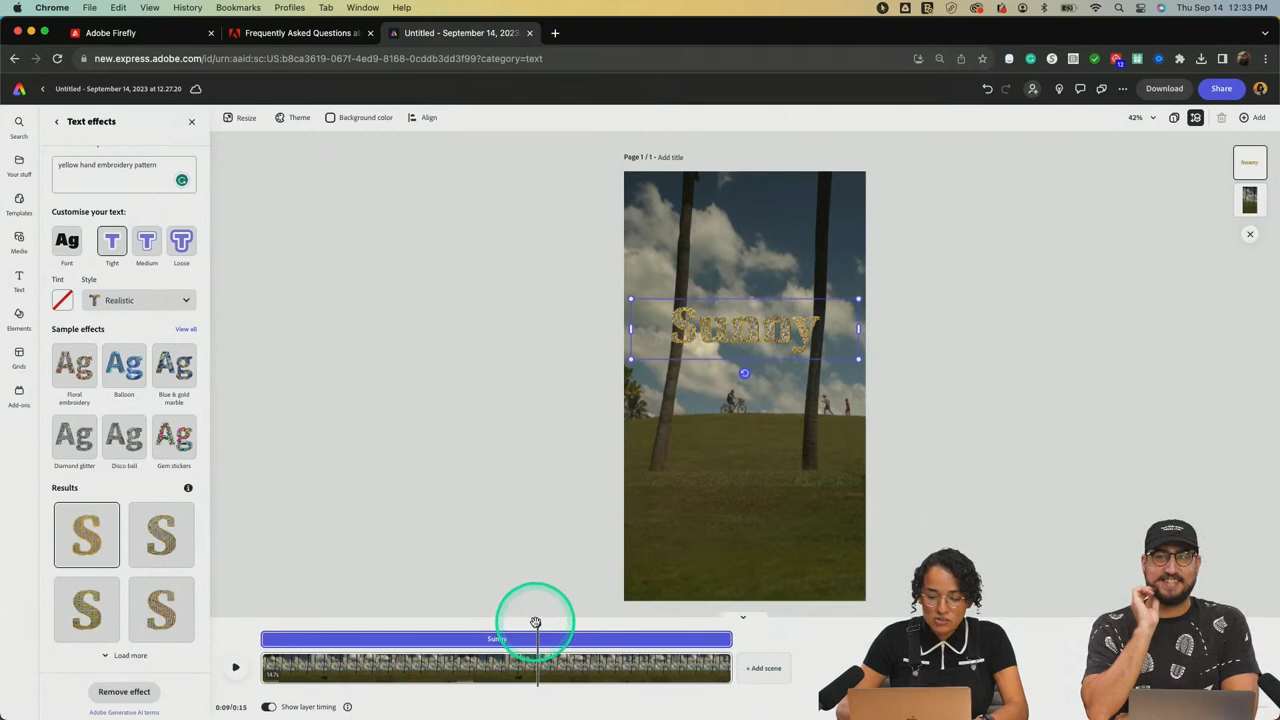 Chrome File Edit View History Bookmarks Profiles Tab Window Help
Thu Sep 14 12:33 PM
Adobe Firefly
Frequently Asked Questions ab
Untitled - September 14, 2023
new.express.adobe.com/id/urn:aaid:sc:US:b8ca3619-067f-4ed9-8168-0cddb3dd3f99?category=text
12
Untitled - September 14, 2023 at 12.27.20
Download
Share
Text effects
Resize
Theme
Background color
Align
42%
Add
Search
Your stuff
Templates
Media
Text
Elements
Grids
Add-ons
yellow hand embroidery pattern
Customise your text:
Ag
T
T
T
Font
Tight
Medium
Loose
Tint
Style
T Realistic
Sample effects
View all
Ag
Ag
Ag
Floral embroidery
Balloon
Blue & gold marble
Ag
Ag
Ag
Diamond glitter
Disco ball
Gem stickers
Results
S
S
S
S
Load more
Remove effect
Adobe Generative AI terms
Page 1 / 1 - Add title
Sunny
Sunny
14.7s
+ Add scene
0:09/0:15
Show layer timing